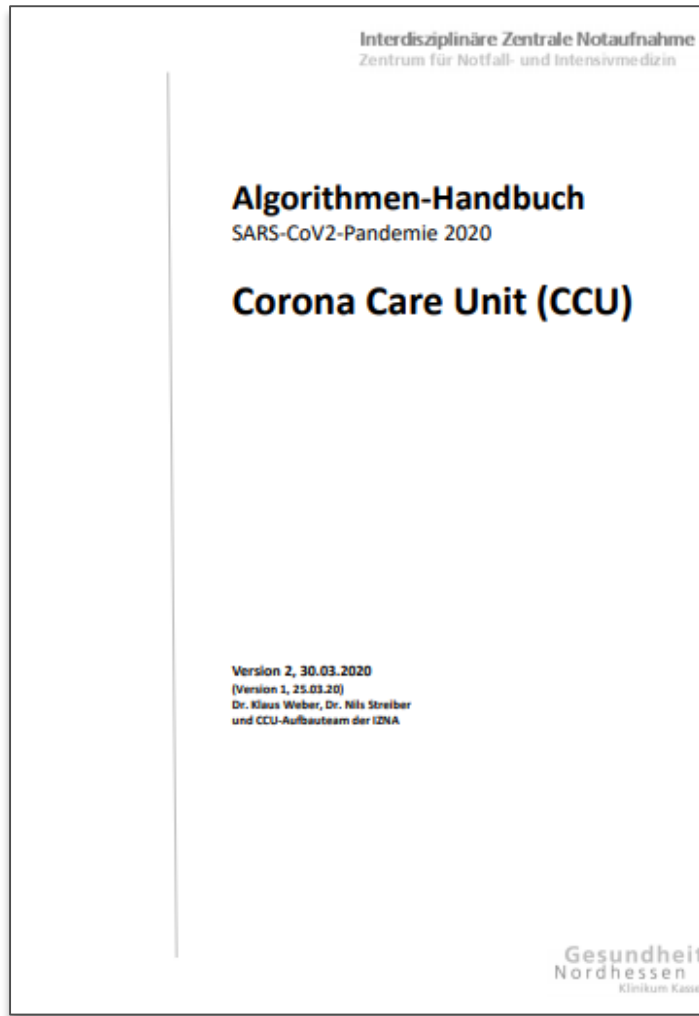 Interdisziplinäre Zentrale Notaufnahme
Zentrum für Notfall- und Intensivmedizin
Algorithmen-Handbuch
SARS-CoV2-Pandemie 2020
Corona Care Unit (CCU)
Version 2, 30.03.2020
(Version 1, 25.03.20)
Dr. Klaus Weber, Dr. Nils Streiber
und CCU-Aufbauteam der IZNA
Gesundheit
Nordhessen
Klinikum Kasse